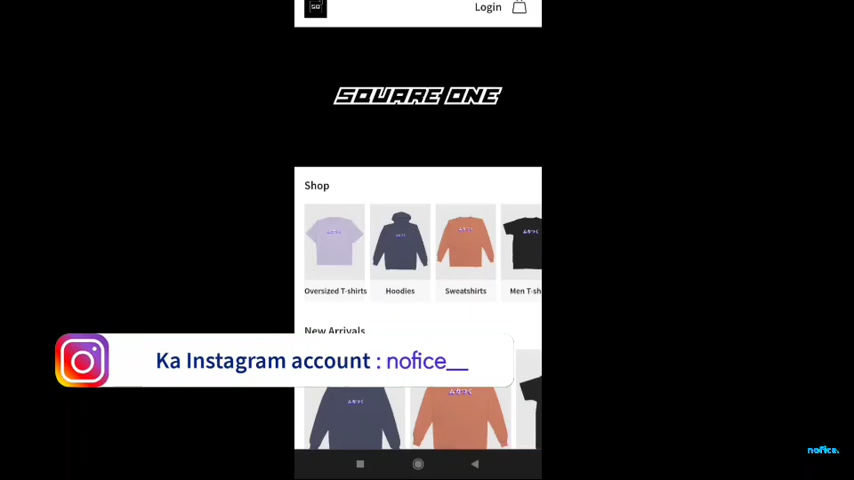 Login
SQUARE ONE
Shop
Oversized T-shirts
Hoodies
Sweatshirts
Men T-sh
New Arrivals
Ka Instagram account : nofice__
nofice.